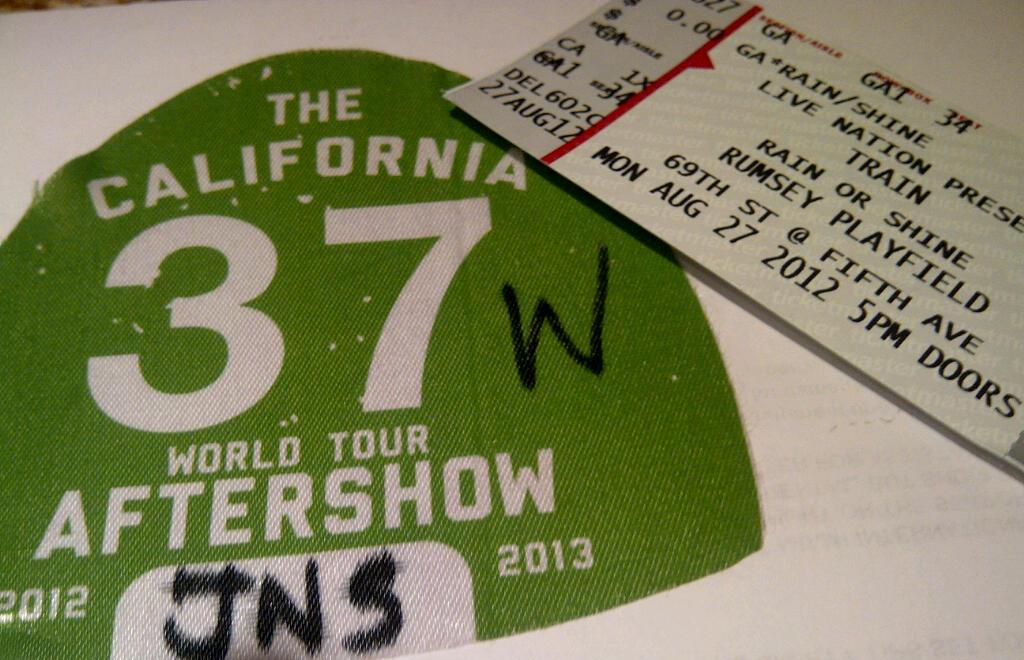 THE
CALIFORNIA
37
W
WORLD TOUR
AFTERSHOW
2012
2013
JNS
0.00
CA 1X
GA1 34
DEL602C
27AUG12
GA GA1 34
GA*RAIN/SHINE
LIVE NATION PRESE
TRAIN
RAIN OR SHINE
RUMSEY PLAYFIELD
69TH ST @ FIFTH AVE
MON AUG 27 2012 5PM DOORS